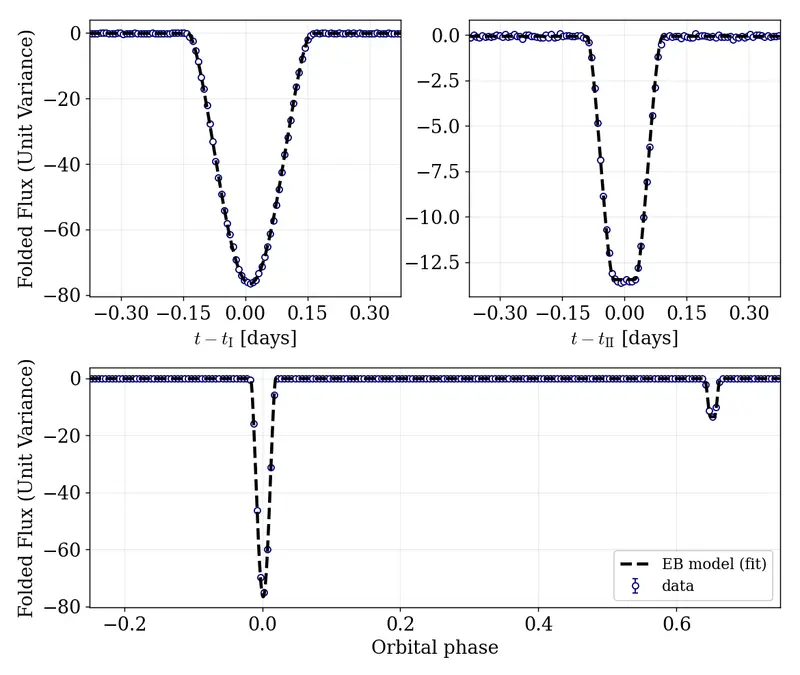 Folded Flux (Unit Variance)
0
−20
−40
−60
−80
−0.30 −0.15 0.00 0.15 0.30
t − t_I [days]
0.0
−2.5
−5.0
−7.5
−10.0
−12.5
−0.30 −0.15 0.00 0.15 0.30
t − t_II [days]
Folded Flux (Unit Variance)
0
−20
−40
−60
−80
−0.2 0.0 0.2 0.4 0.6
Orbital phase
EB model (fit)
data